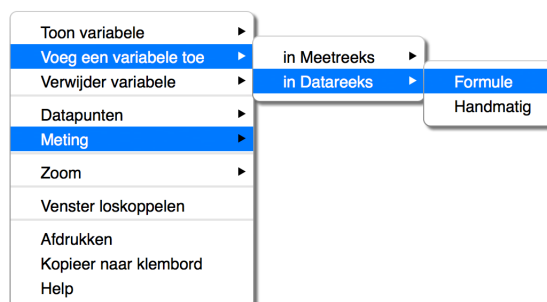 Toon variabele
Voeg een variabele toe
in Meetreeks
Verwijder variabele
in Datareeks
Formule
Handmatig
Datapunten
Meting
Zoom
Venster loskoppelen
Afdrukken
Kopieer naar klembord
Help